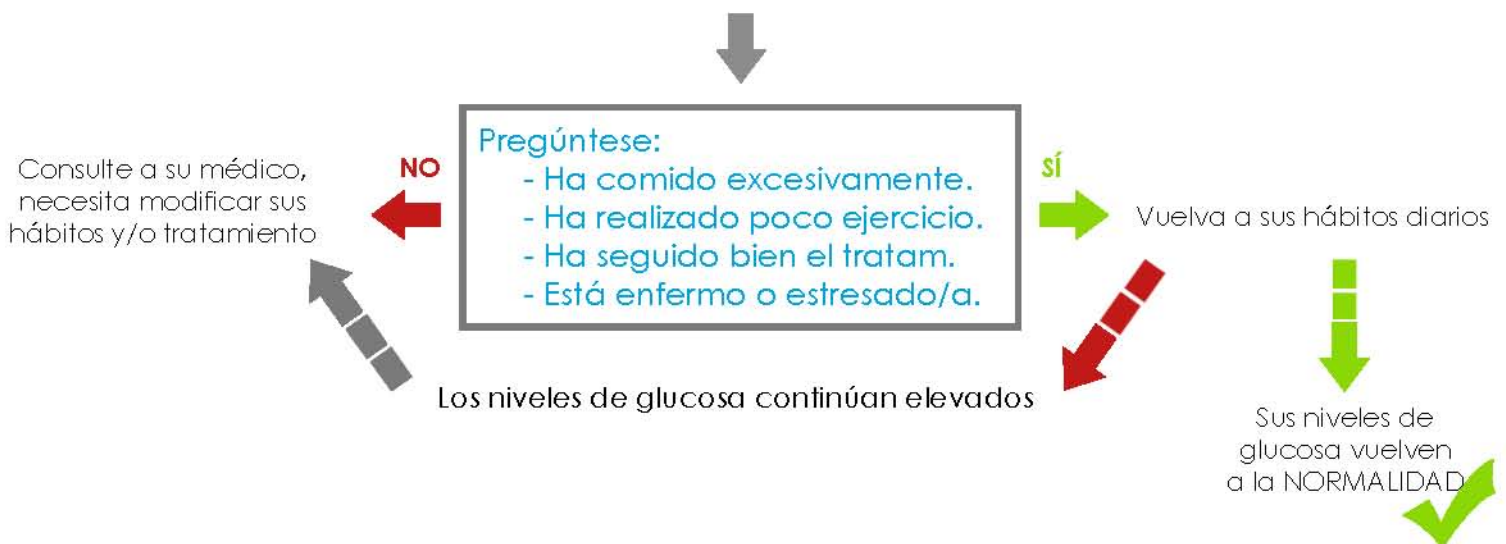 Consulte a su médico,
necesita modificar sus
hábitos y/o tratamiento
NO
Pregúntese:
- Ha comido excesivamente.
- Ha realizado poco ejercicio.
- Ha seguido bien el tratam.
- Está enfermo o estresado/a.
SÍ
Vuelva a sus hábitos diarios
Los niveles de glucosa continúan elevados
Sus niveles de
glucosa vuelven
a la NORMALIDAD